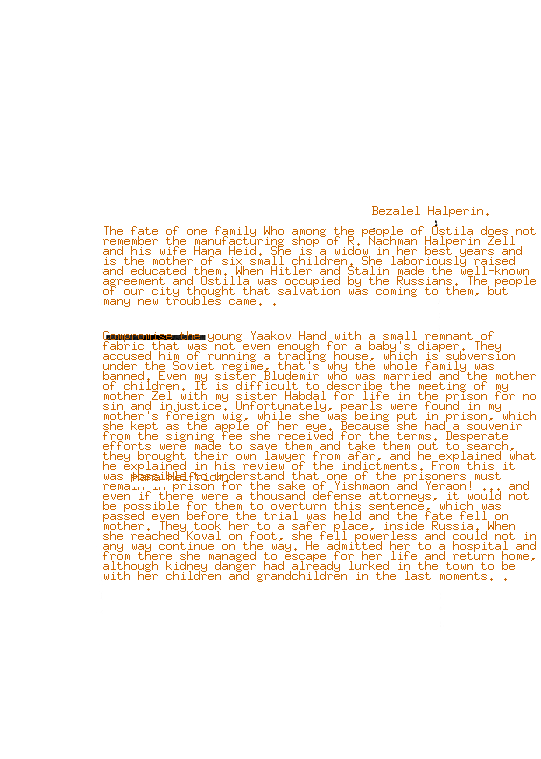 Bezalel Halperin.
The fate of one family Who among the people of Ostila does not
remember the manufacturing shop of R. Nachman Halperin Zell
and his wife Hana Heid. She is a widow in her best years and
is the mother of six small children. She laboriously raised
and educated them. When Hitler and Stalin made the well-known
agreement and Ostilla was occupied by the Russians. The people
of our city thought that salvation was coming to them, but
many new troubles came. .
young Yaakov Hand with a small remnant of
fabric that was not even enough for a baby's diaper. They
accused him of running a trading house, which is subversion
under the Soviet regime, that's why the whole family was
banned. Even my sister Bludemir who was married and the mother
of children. It is difficult to describe the meeting of my
mother Zel with my sister Habdal for life in the prison for no
sin and injustice. Unfortunately, pearls were found in my
mother's foreign wig, while she was being put in prison, which
she kept as the apple of her eye. Because she had a souvenir
from the signing fee she received for the terms. Desperate
efforts were made to save them and take them out to search,
they brought their own lawyer from afar, and he explained what
he explained in his review of the indictments. From this it
was possible to understand that one of the prisoners must
remain in prison for the sake of Yishmaon and Yeraon! ... and
even if there were a thousand defense attorneys, it would not
be possible for them to overturn this sentence, which was
passed even before the trial was held and the fate fell on
mother. They took her to a safer place, inside Russia. When
she reached Koval on foot, she fell powerless and could not in
any way continue on the way. He admitted her to a hospital and
from there she managed to escape for her life and return home,
although kidney danger had already lurked in the town to be
with her children and grandchildren in the last moments. .